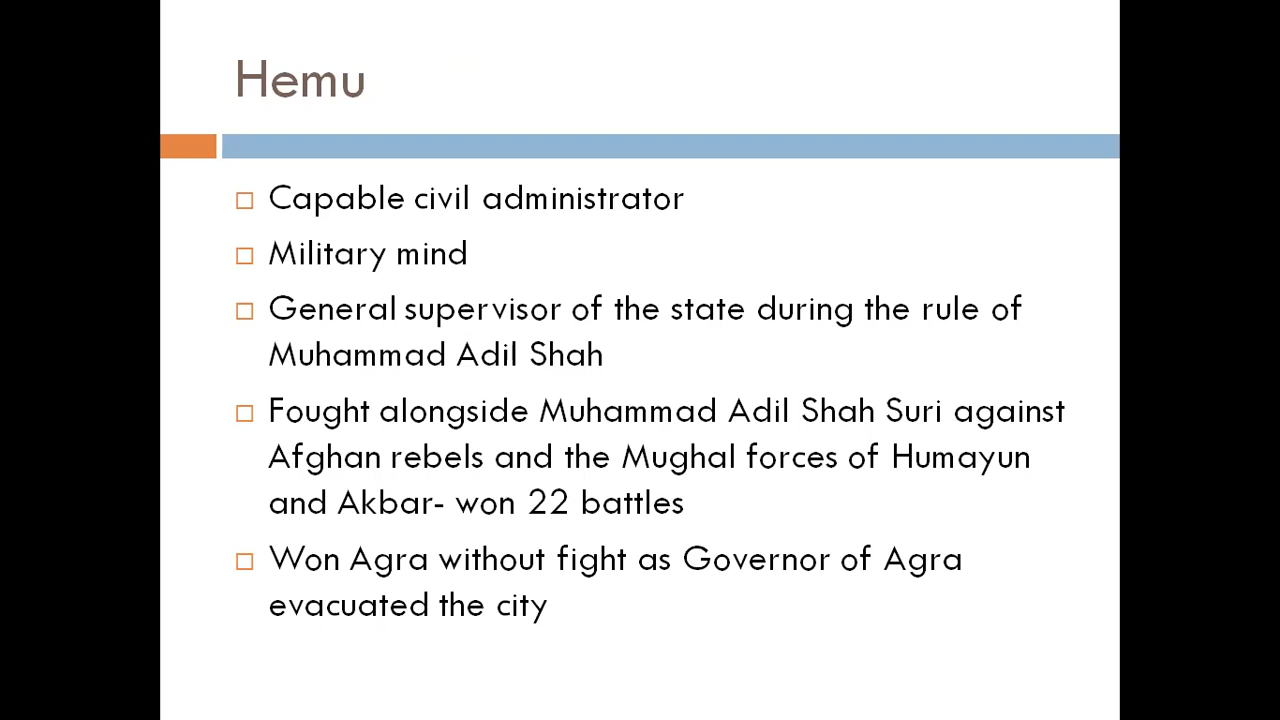 Hemu
Capable civil administrator
Military mind
General supervisor of the state during the rule of
Muhammad Adil Shah
Fought alongside Muhammad Adil Shah Suri against
Afghan rebels and the Mughal forces of Humayun
and Akbar- won 22 battles
Won Agra without fight as Governor of Agra
evacuated the city